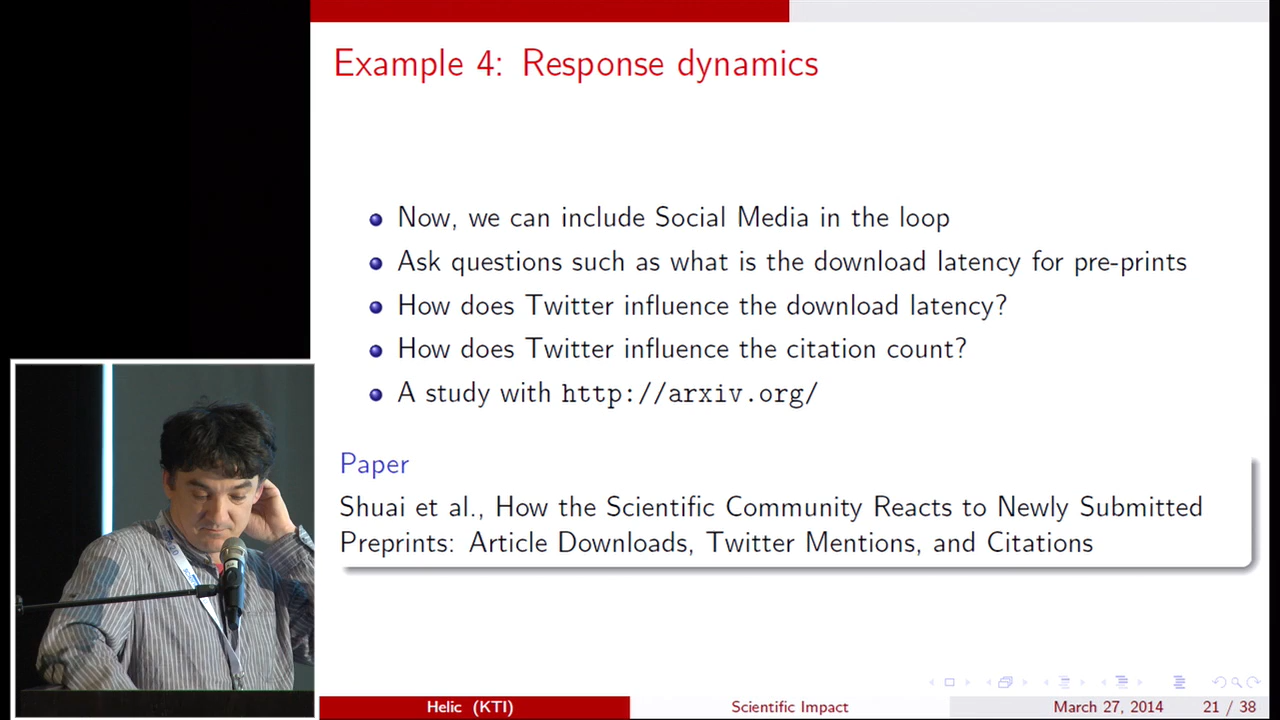 Example 4: Response dynamics
Now, we can include Social Media in the loop
Ask questions such as what is the download latency for pre-prints
How does Twitter influence the download latency?
How does Twitter influence the citation count?
A study with http://arxiv.org/
Paper
Shuai et al., How the Scientific Community Reacts to Newly Submitted
Preprints: Article Downloads, Twitter Mentions, and Citations
Helic (KTI) Scientific Impact March 27, 2014 21 / 38